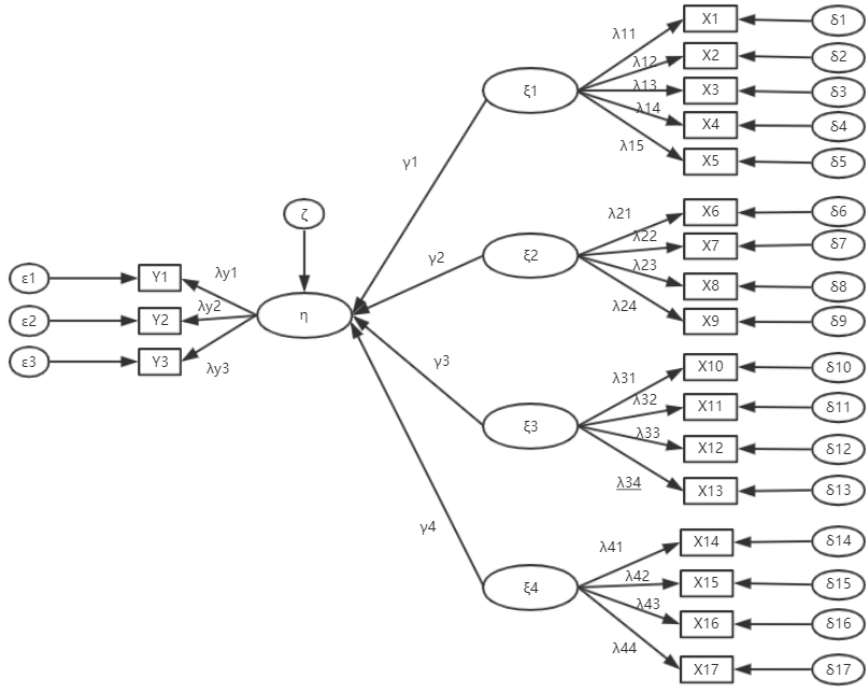 X1
δ1
λ11
X2
δ2
λ12
ξ1
λ13
X3
δ3
λ14
X4
δ4
λ15
X5
δ5
γ1
ζ
λ21
X6
δ6
λ22
X7
δ7
ξ2
γ2
λ23
X8
δ8
λ24
X9
δ9
ε1
Y1
λy1
λy2
ε2
Y2
η
ε3
Y3
λy3
γ3
λ31
X10
δ10
λ32
X11
δ11
ξ3
λ33
X12
δ12
λ34
X13
δ13
γ4
λ41
X14
δ14
λ42
X15
δ15
ξ4
λ43
X16
δ16
λ44
X17
δ17